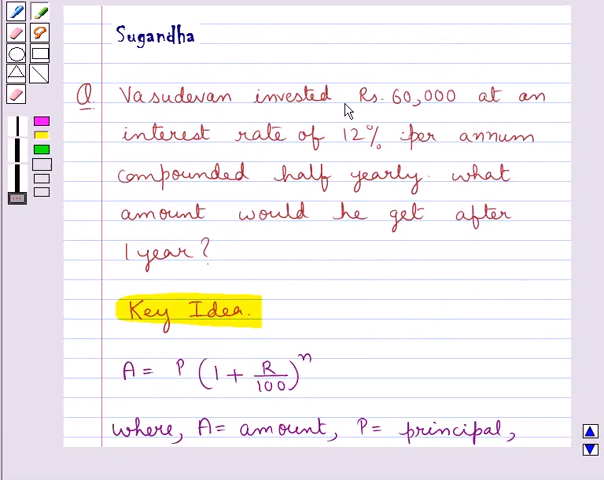 Sugandha
Q Vasudevan invested Rs. 60,000 at an
interest rate of 12% per annum
compounded half yearly. what
amount would he get after
1 year?
Key Idea.
A = P (1 + R/100)^n
where, A = amount, P = principal,